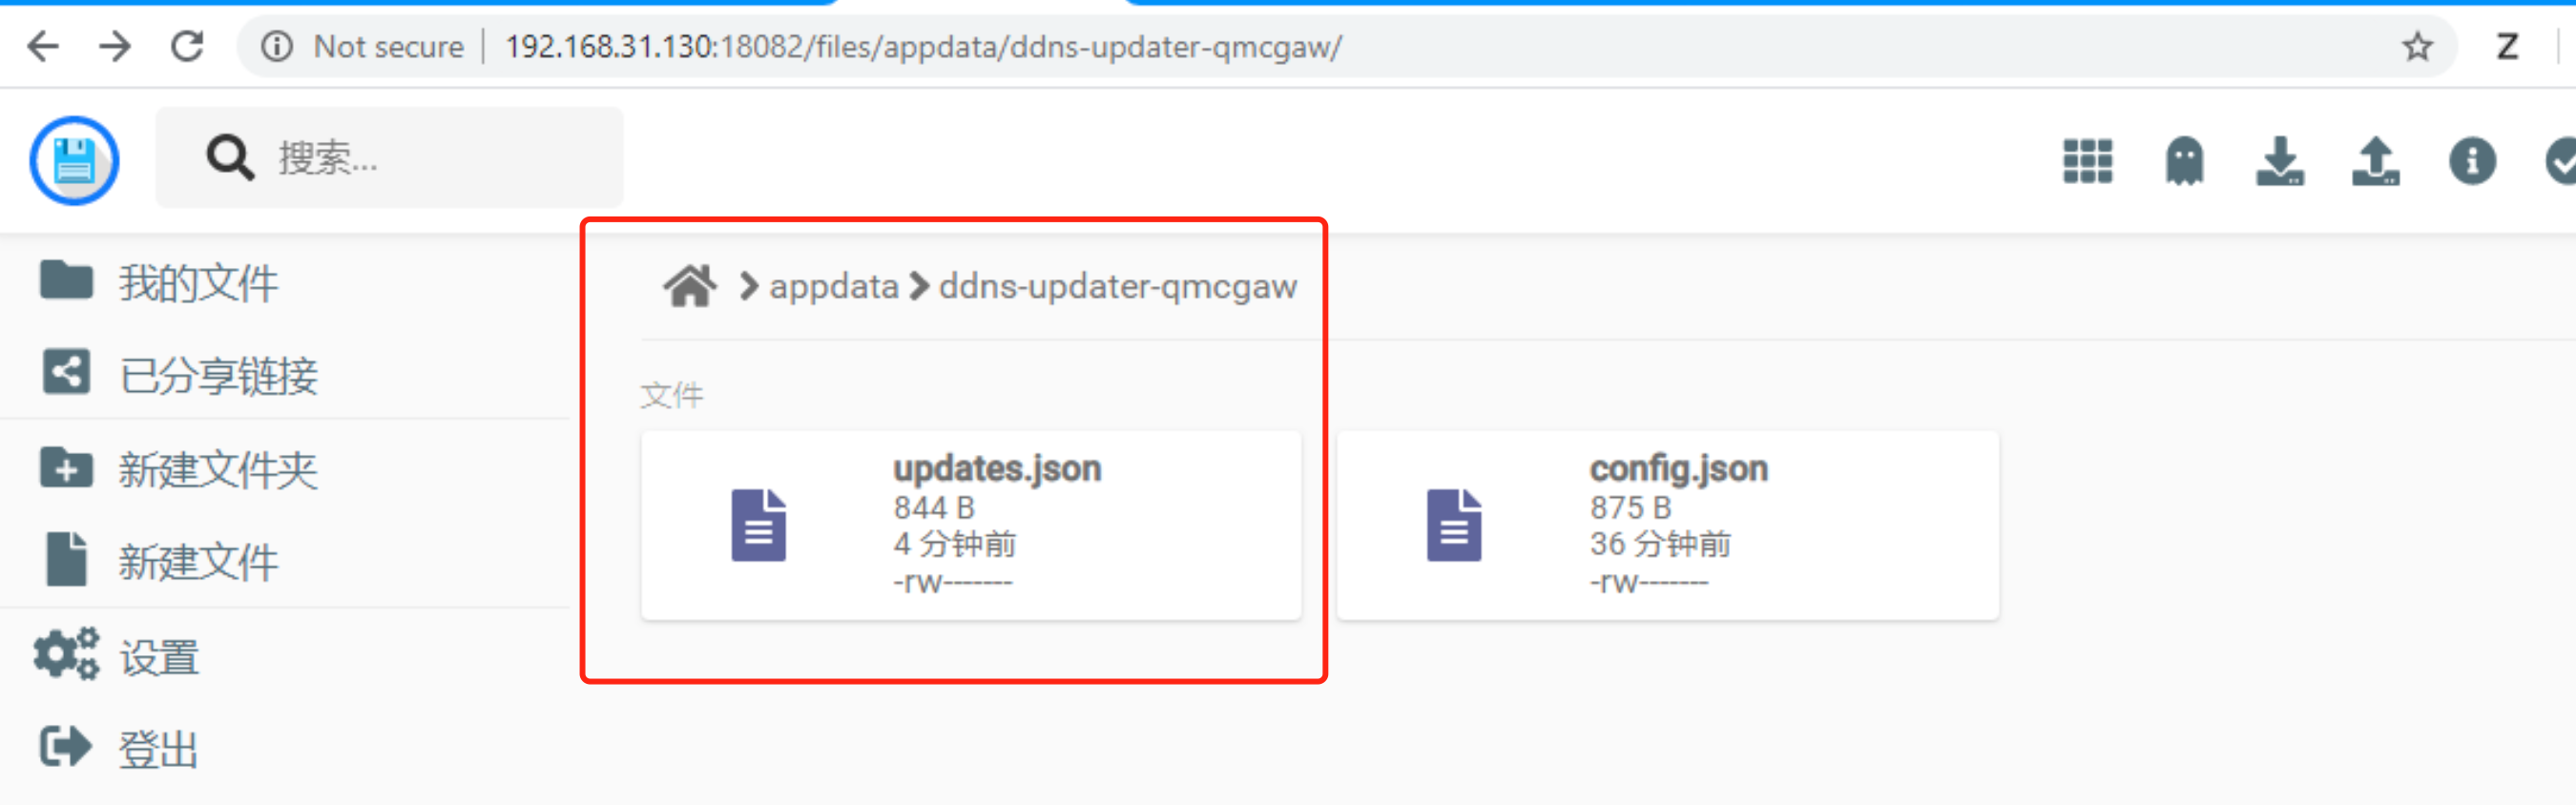 Not secure 192.168.31.130:18082/files/appdata/ddns-updater-qmcgaw/
Z
搜索...
我的文件
已分享链接
新建文件夹
新建文件
设置
登出
appdata ddns-updater-qmcgaw
文件
updates.json
844 B
4 分钟前
-rw-------
config.json
875 B
36 分钟前
-rw-------